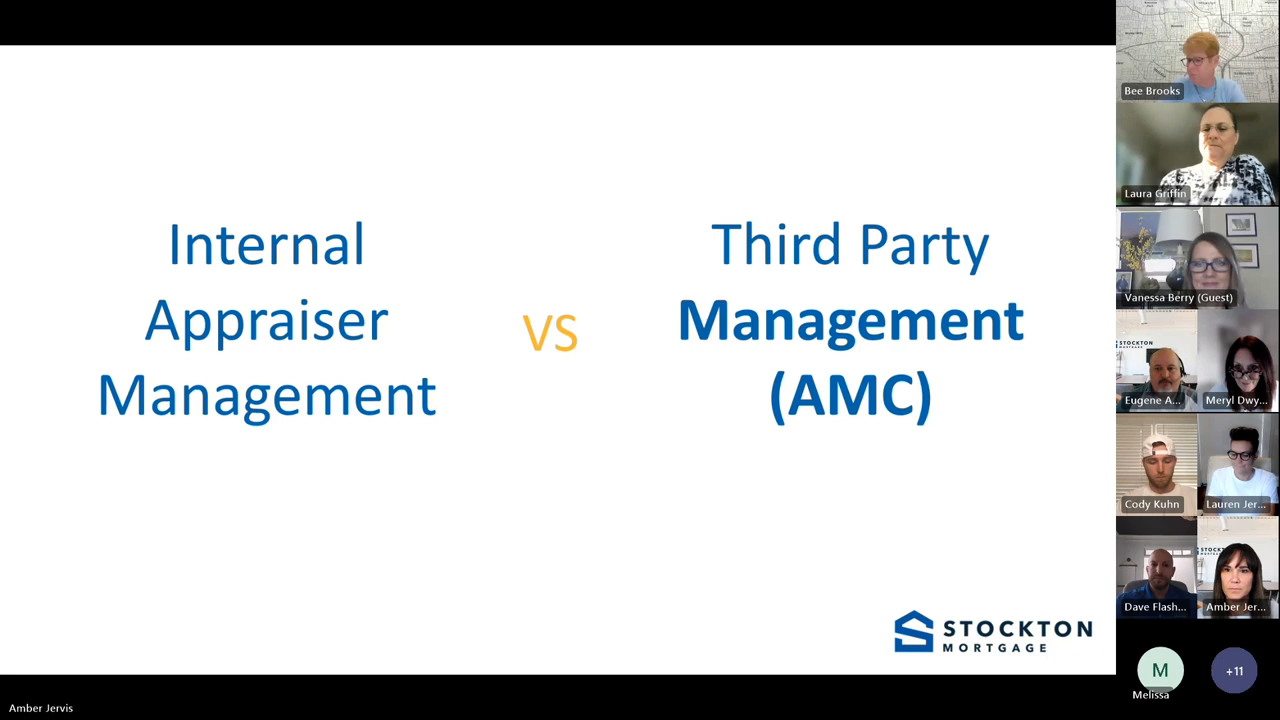 Internal
Appraiser
Management
VS
Third Party
Management
(AMC)
STOCKTON
MORTGAGE
Amber Jervis
Bee Brooks
Laura Griffin
Vanessa Berry (Guest)
STOCKTON
Eugene A...
Meryl Dwy...
Cody Kuhn
Lauren Jer...
Dave Flash...
Amber Jer...
M
Melissa
+11